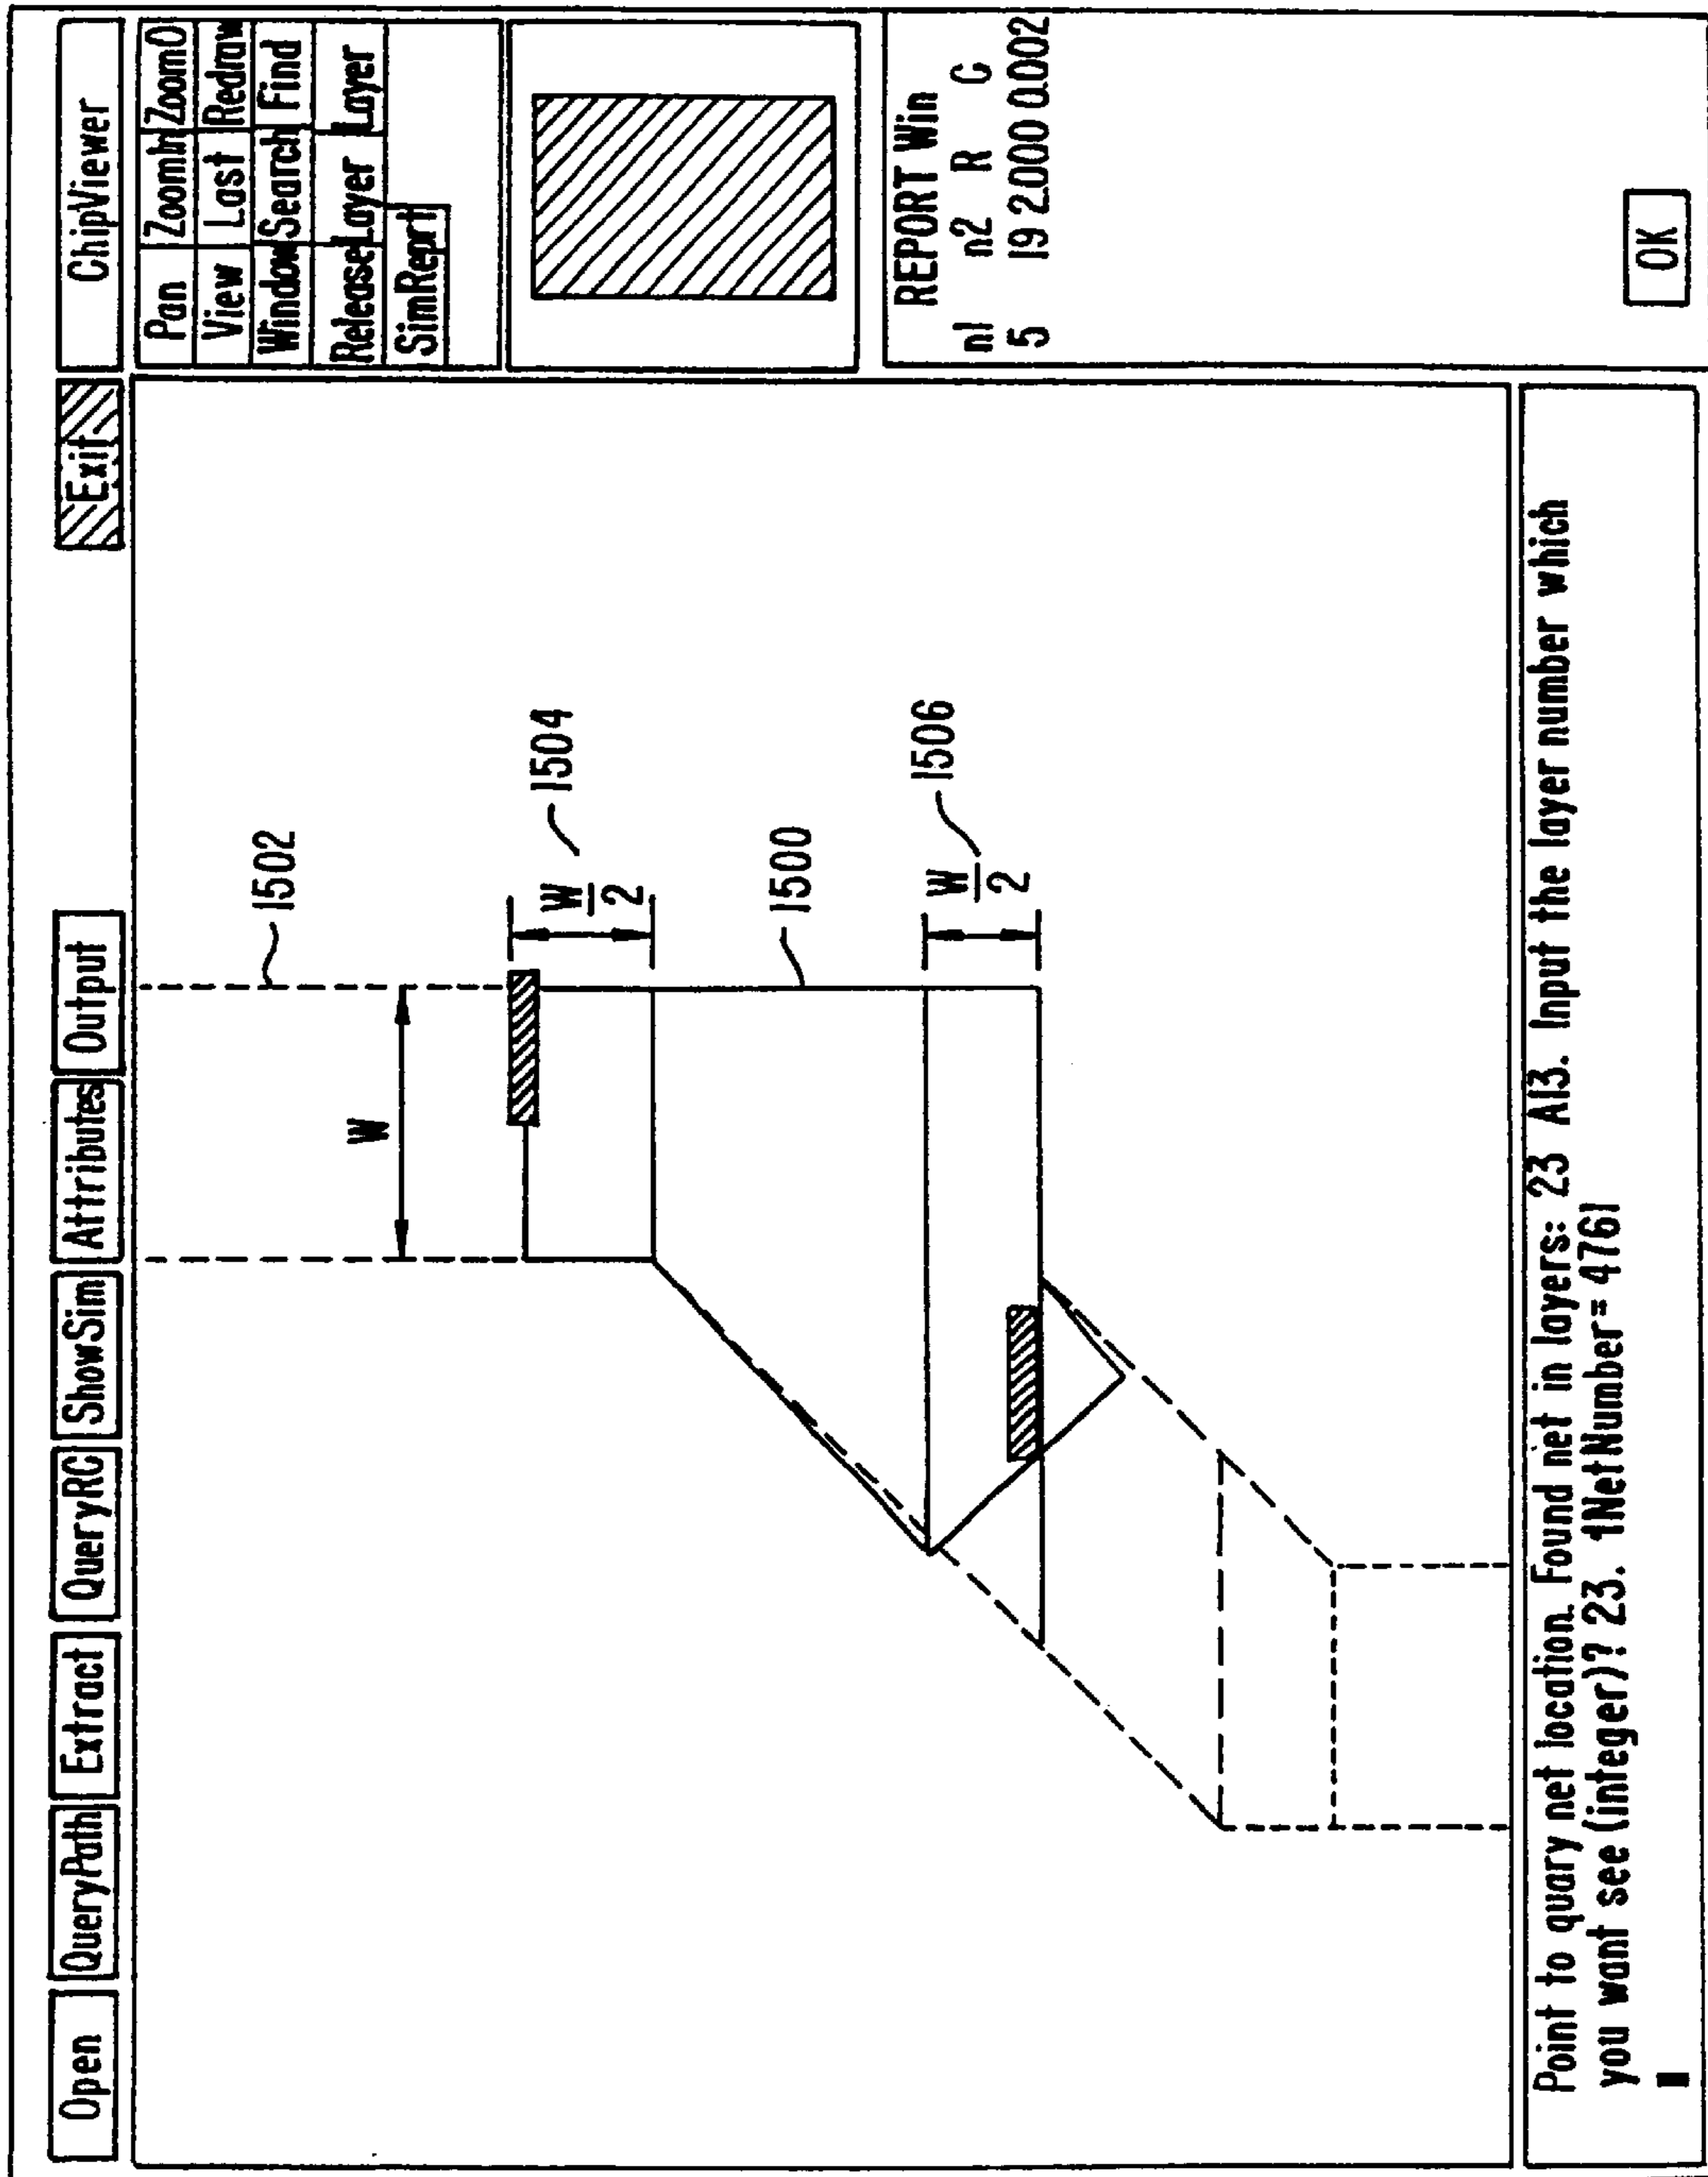 Open QueryPath Extract QueryRC ShowSim Attributes Output Exit ChipViewer
Pan ZoomIn ZoomO
View Last Redraw
Window Search Find
Release Layer Layer
SimReprt
1502
W
W/2
1504
1500
W/2
1506
REPORT Win
n1 n2 R C
5 19 2.000 0.002
OK
Point to quary net location. Found net in layers: 23 Al3. Input the layer number which
you want see (integer)? 23. 1NetNumber=4761